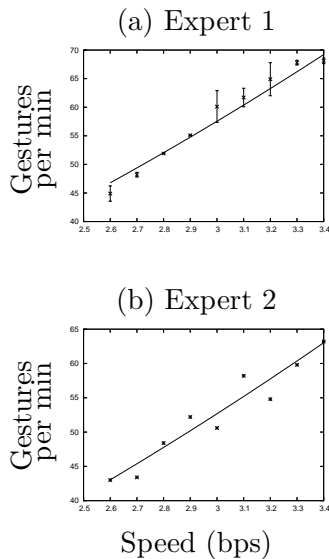 (a) Expert 1
Gestures
per min
70
65
60
55
50
45
40
2.5 2.6 2.7 2.8 2.9 3 3.1 3.2 3.3 3.4
(b) Expert 2
Gestures
per min
65
60
55
50
45
40
2.5 2.6 2.7 2.8 2.9 3 3.1 3.2 3.3 3.4
Speed (bps)